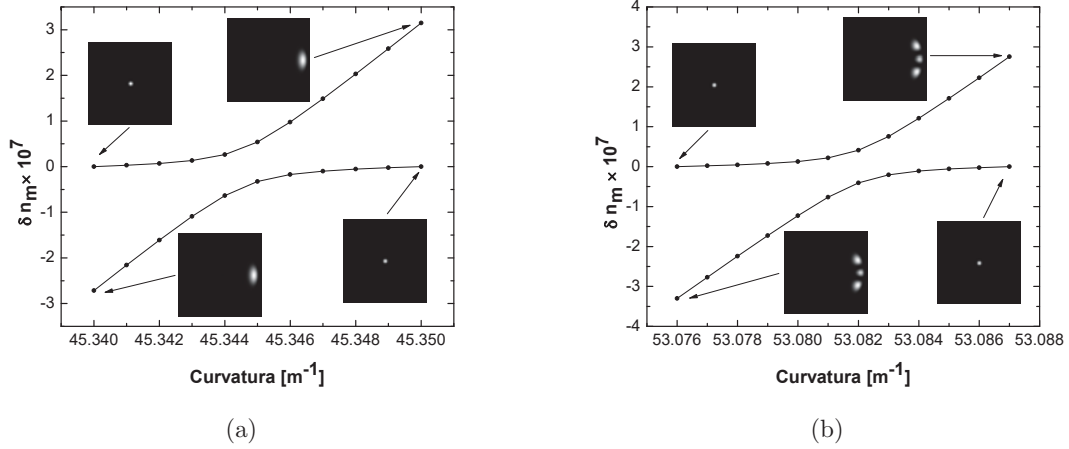 3
2
1
0
-1
-2
-3
δ n_m × 10^7
45.340 45.342 45.344 45.346 45.348 45.350
Curvatura [m^-1]
(a)
4
3
2
1
0
-1
-2
-3
-4
δ n_m × 10^7
53.076 53.078 53.080 53.082 53.084 53.086 53.088
Curvatura [m^-1]
(b)